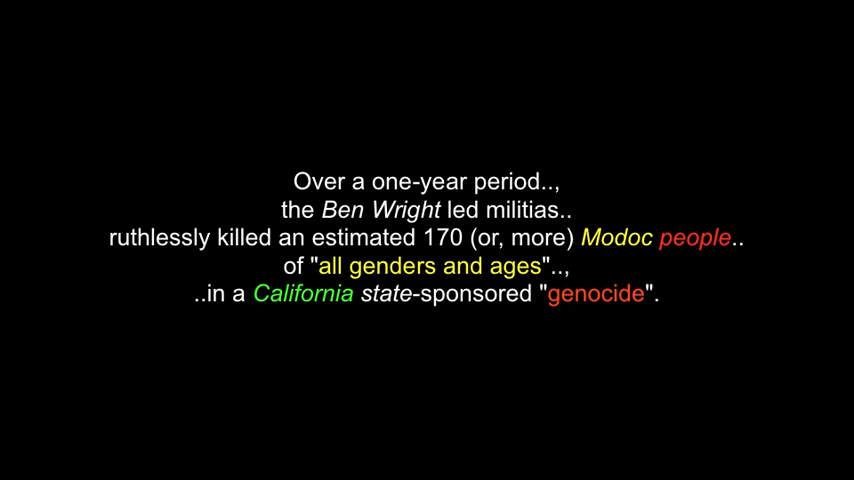 Over a one-year period..,
the Ben Wright led militias..
ruthlessly killed an estimated 170 (or, more) Modoc people..
of "all genders and ages"..,
..in a California state-sponsored "genocide".